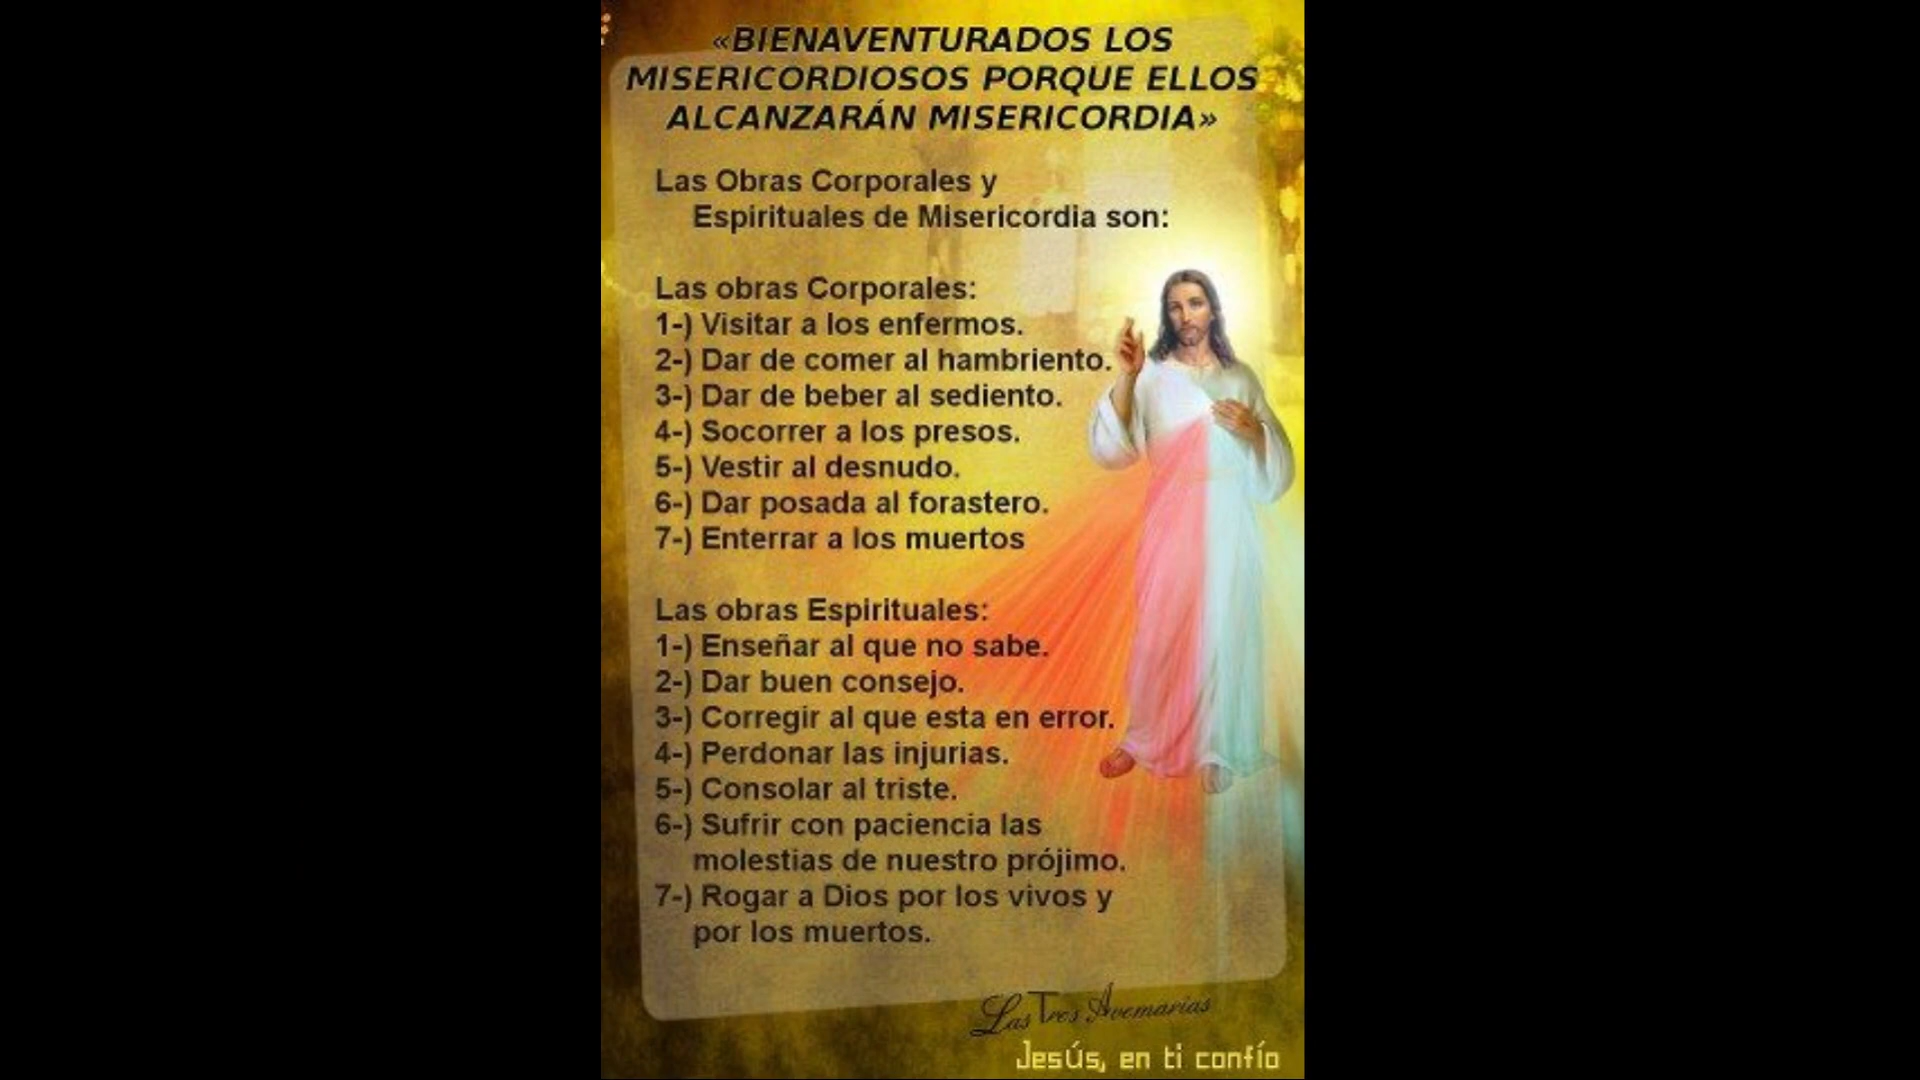 «BIENAVENTURADOS LOS
MISERICORDIOSOS PORQUE ELLOS
ALCANZARÁN MISERICORDIA»
Las Obras Corporales y
Espirituales de Misericordia son:
Las obras Corporales:
1-) Visitar a los enfermos.
2-) Dar de comer al hambriento.
3-) Dar de beber al sediento.
4-) Socorrer a los presos.
5-) Vestir al desnudo.
6-) Dar posada al forastero.
7-) Enterrar a los muertos
Las obras Espirituales:
1-) Enseñar al que no sabe.
2-) Dar buen consejo.
3-) Corregir al que esta en error.
4-) Perdonar las injurias.
5-) Consolar al triste.
6-) Sufrir con paciencia las
molestias de nuestro prójimo.
7-) Rogar a Dios por los vivos y
por los muertos.
Las Tres Avemarías
Jesús, en ti confío